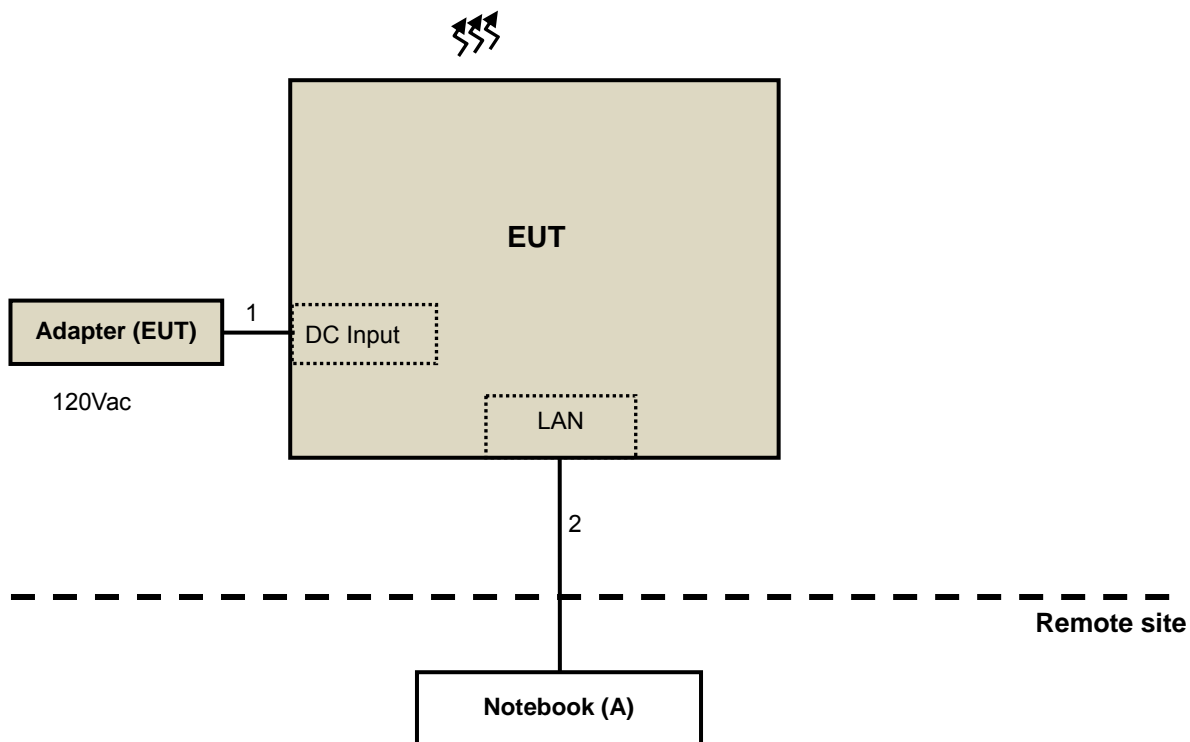 EUT
1
Adapter (EUT)
DC Input
120Vac
LAN
2
Remote site
Notebook (A)